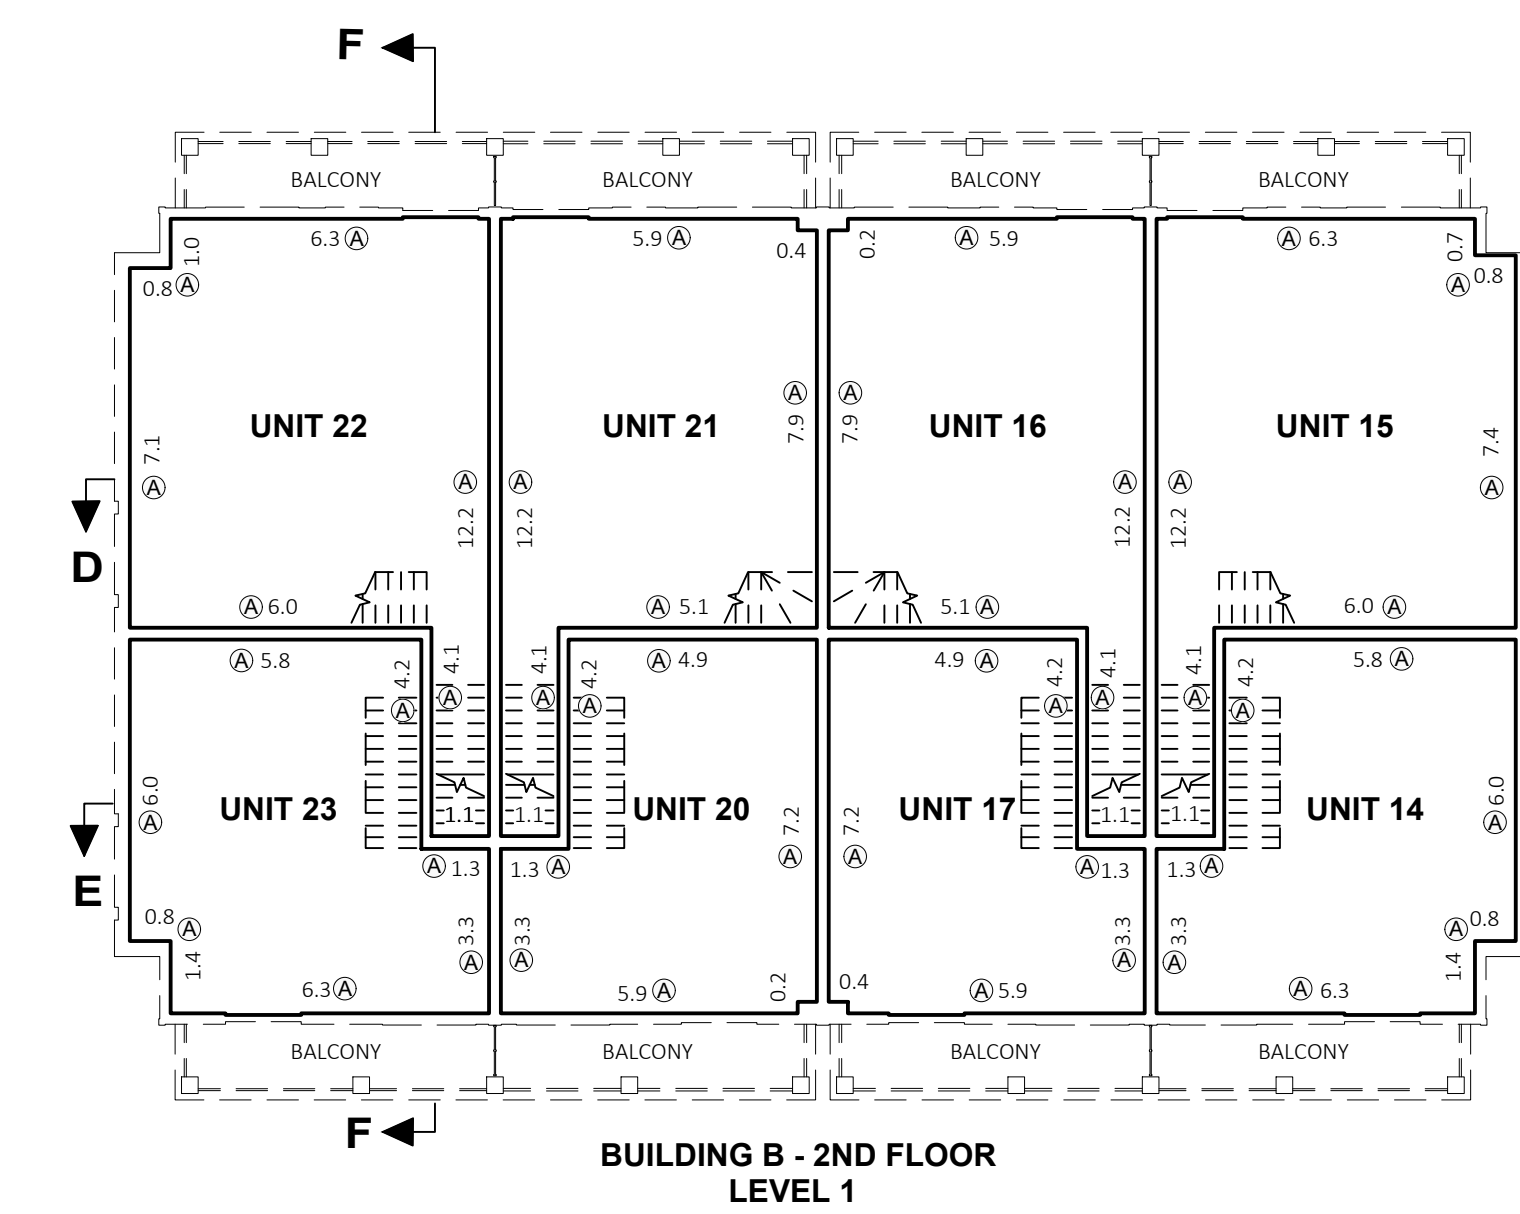 F
BALCONY BALCONY BALCONY BALCONY
1.0 6.3 A 5.9 A 0.4 0.2 A 5.9 A 6.3 0.7
0.8 A A 0.8
A A
7.9 7.9
UNIT 22 UNIT 21 UNIT 16 UNIT 15
7.1 7.4
A A A A A A
12.2 12.2 12.2 12.2
D
A 6.0 A 5.1 5.1 A 6.0 A
A 5.8 4.2 4.1 4.1 4.2 A 4.9 4.9 A 4.2 4.1 4.1 4.2 5.8 A
A A A A A A A A
6.0 6.0
UNIT 23 UNIT 20 UNIT 17 UNIT 14
1.1 1.1 1.1 1.1
A 7.2 7.2 A
A A
A 1.3 1.3 A A 1.3 1.3 A
E
0.8 A 3.3 3.3 3.3 3.3 A 0.8
1.4 A A A A 1.4
6.3 A 5.9 A 0.2 0.4 A 5.9 A 6.3
BALCONY BALCONY BALCONY BALCONY
F
BUILDING B - 2ND FLOOR
LEVEL 1